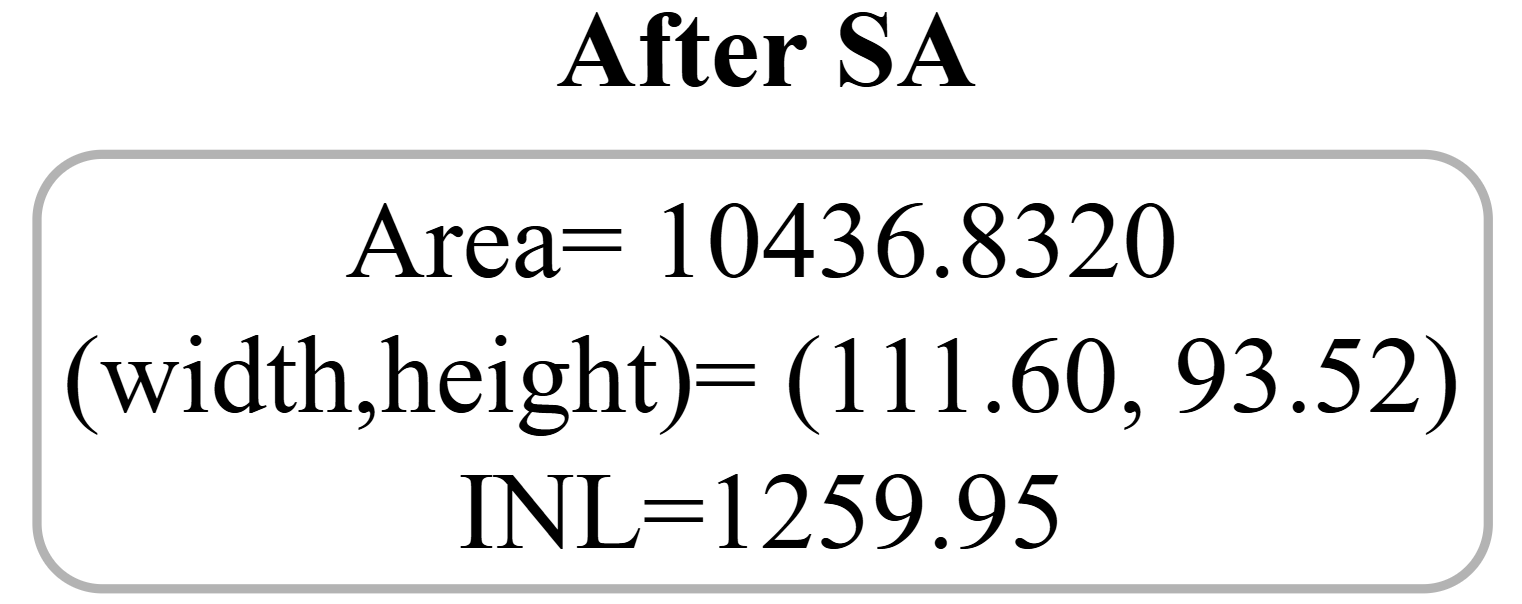 After SA
Area= 10436.8320
(width,height)= (111.60, 93.52)
INL=1259.95